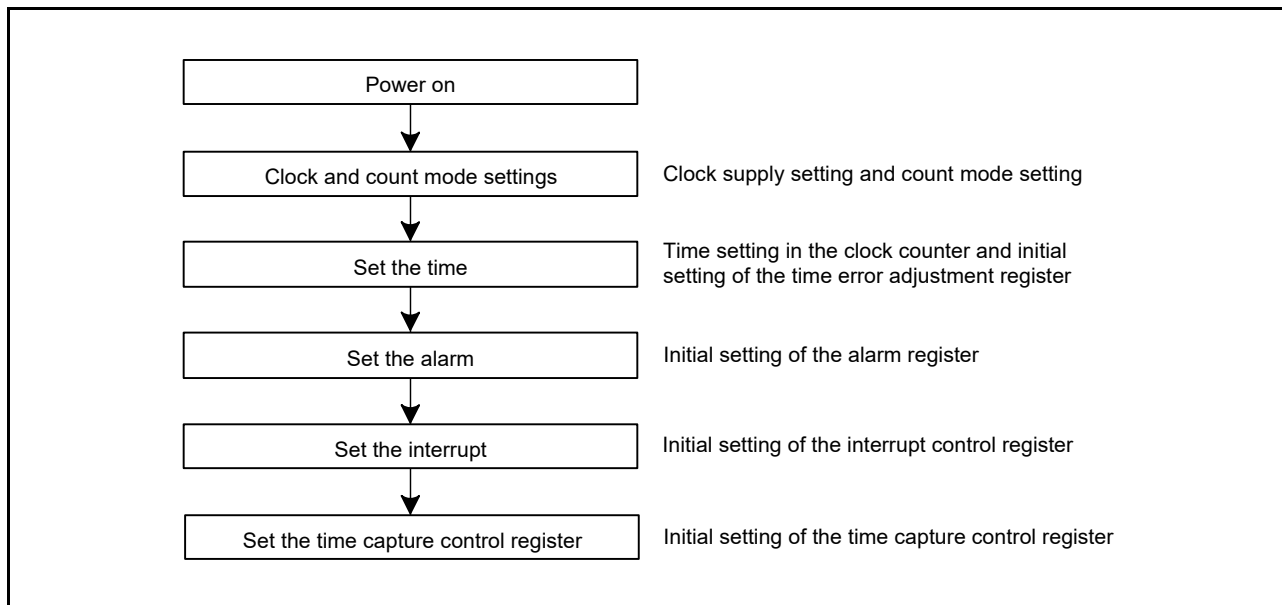 Power on
Clock and count mode settings
Clock supply setting and count mode setting
Set the time
Time setting in the clock counter and initial
setting of the time error adjustment register
Set the alarm
Initial setting of the alarm register
Set the interrupt
Initial setting of the interrupt control register
Set the time capture control register
Initial setting of the time capture control register